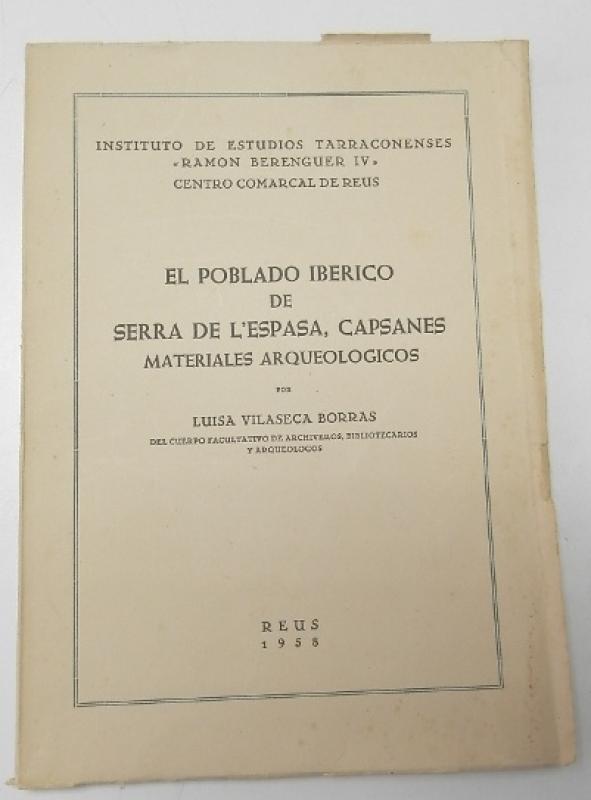 INSTITUTO DE ESTUDIOS TARRACONENSES
«RAMON BERENGUER IV»
CENTRO COMARCAL DE REUS
EL POBLADO IBERICO
DE
SERRA DE L'ESPASA, CAPSANES
MATERIALES ARQUEOLOGICOS
POR
LUISA VILASECA BORRAS
DEL CUERPO FACULTATIVO DE ARCHIVEROS, BIBLIOTECARIOS
Y ARQUEOLOGOS
REUS
1958